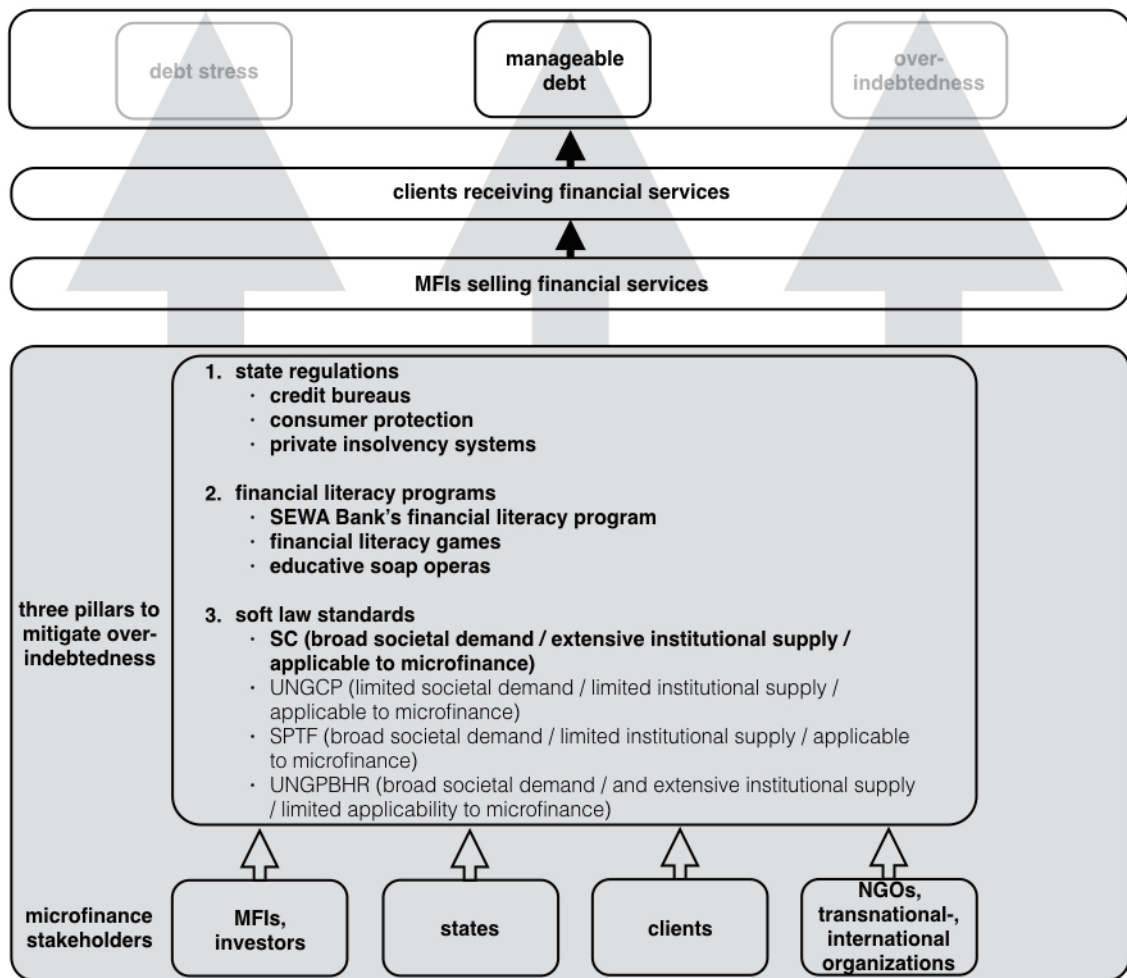 debt stress
manageable
debt
over-
indebtedness
clients receiving financial services
MFIs selling financial services
1. state regulations
· credit bureaus
· consumer protection
· private insolvency systems
2. financial literacy programs
· SEWA Bank's financial literacy program
· financial literacy games
· educative soap operas
three pillars to
mitigate over-
indebtedness
3. soft law standards
· SC (broad societal demand / extensive institutional supply /
applicable to microfinance)
· UNGCP (limited societal demand / limited institutional supply /
applicable to microfinance)
· SPTF (broad societal demand / limited institutional supply / applicable
to microfinance)
· UNGPBHR (broad societal demand / and extensive institutional supply
/ limited applicability to microfinance)
microfinance
stakeholders
MFIs,
investors
states
clients
NGOs,
transnational-,
international
organizations